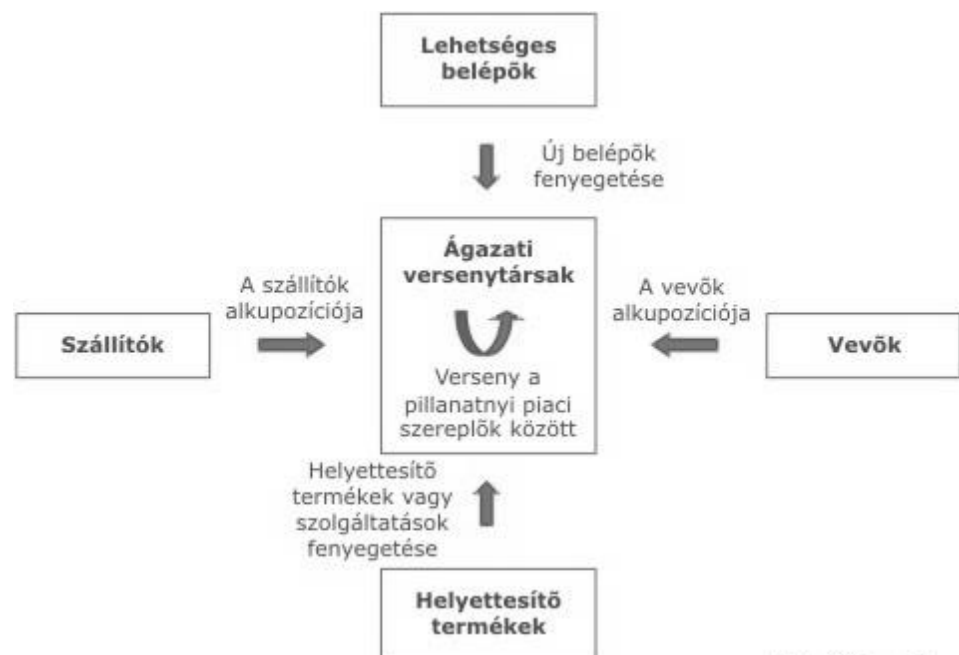 Lehetséges
belépõk
Új belépõk
fenyegetése
Ágazati
versenytársak
A szállítók
alkupozíciója
A vevõk
alkupozíciója
Szállítók
Vevõk
Verseny a
pillanatnyi piaci
szereplõk között
Helyettesítõ
termékek vagy
szolgáltatások
fenyegetése
Helyettesítõ
termékek